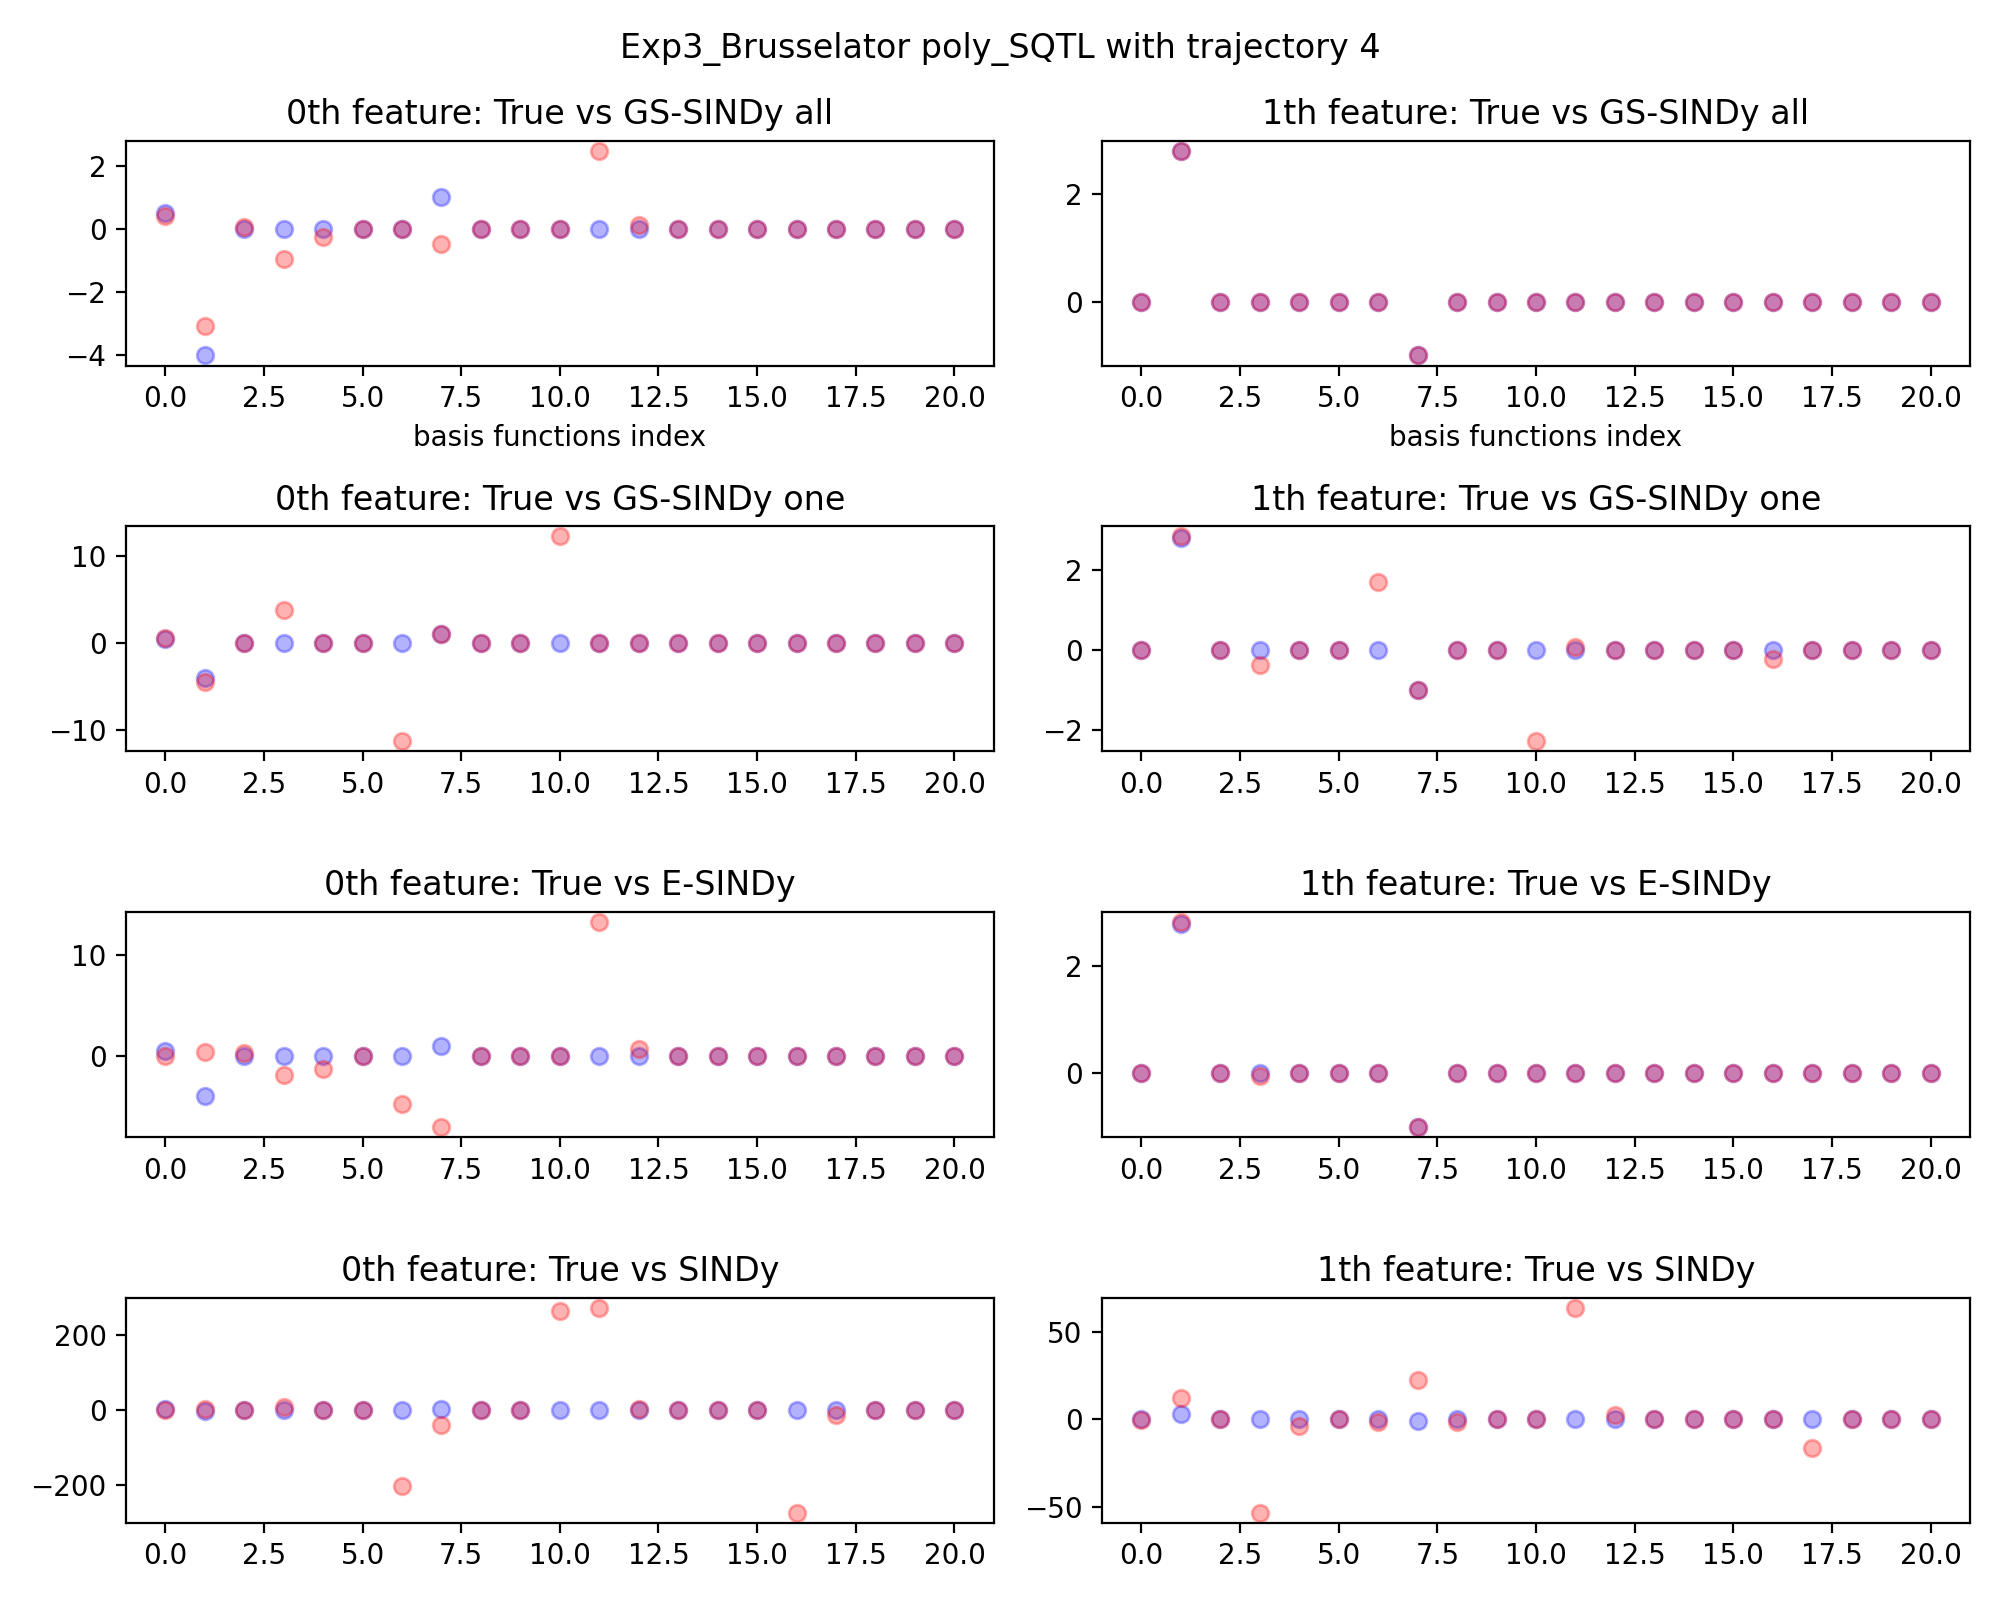 Exp3_Brusselator poly_SQTL with trajectory 4
0th feature: True vs GS-SINDy all
2
0
−2
−4
0.0 2.5 5.0 7.5 10.0 12.5 15.0 17.5 20.0
basis functions index
1th feature: True vs GS-SINDy all
2
0
0.0 2.5 5.0 7.5 10.0 12.5 15.0 17.5 20.0
basis functions index
0th feature: True vs GS-SINDy one
10
0
−10
0.0 2.5 5.0 7.5 10.0 12.5 15.0 17.5 20.0
1th feature: True vs GS-SINDy one
2
0
−2
0.0 2.5 5.0 7.5 10.0 12.5 15.0 17.5 20.0
0th feature: True vs E-SINDy
10
0
0.0 2.5 5.0 7.5 10.0 12.5 15.0 17.5 20.0
1th feature: True vs E-SINDy
2
0
0.0 2.5 5.0 7.5 10.0 12.5 15.0 17.5 20.0
0th feature: True vs SINDy
200
0
−200
0.0 2.5 5.0 7.5 10.0 12.5 15.0 17.5 20.0
1th feature: True vs SINDy
50
0
−50
0.0 2.5 5.0 7.5 10.0 12.5 15.0 17.5 20.0